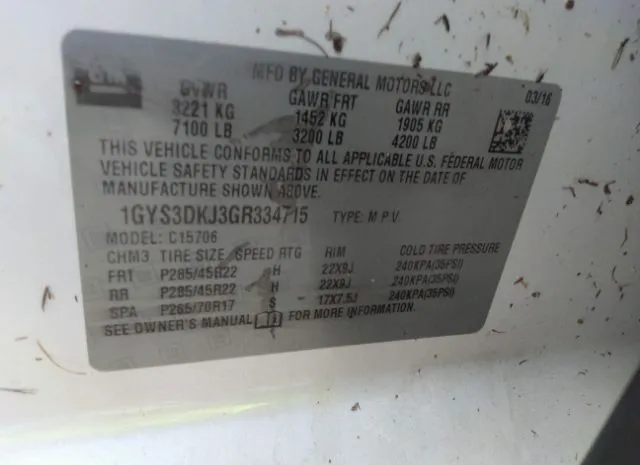 GM
MFD BY GENERAL MOTORS LLC
03/16
GVWR GAWR FRT GAWR RR
3221 KG 1452 KG 1905 KG
7100 LB 3200 LB 4200 LB
THIS VEHICLE CONFORMS TO ALL APPLICABLE U.S. FEDERAL MOTOR
VEHICLE SAFETY STANDARDS IN EFFECT ON THE DATE OF
MANUFACTURE SHOWN ABOVE.
1GYS3DKJ3GR334715 TYPE: M.P.V.
MODEL: C15706
CHM3 TIRE SIZE SPEED RTG RIM COLD TIRE PRESSURE
FRT P285/45R22 H 22X9J 240KPA(35PSI)
RR P285/45R22 H 22X9J 240KPA(35PSI)
SPA P265/70R17 S 17X7.5J 240KPA(35PSI)
SEE OWNER'S MANUAL FOR MORE INFORMATION.